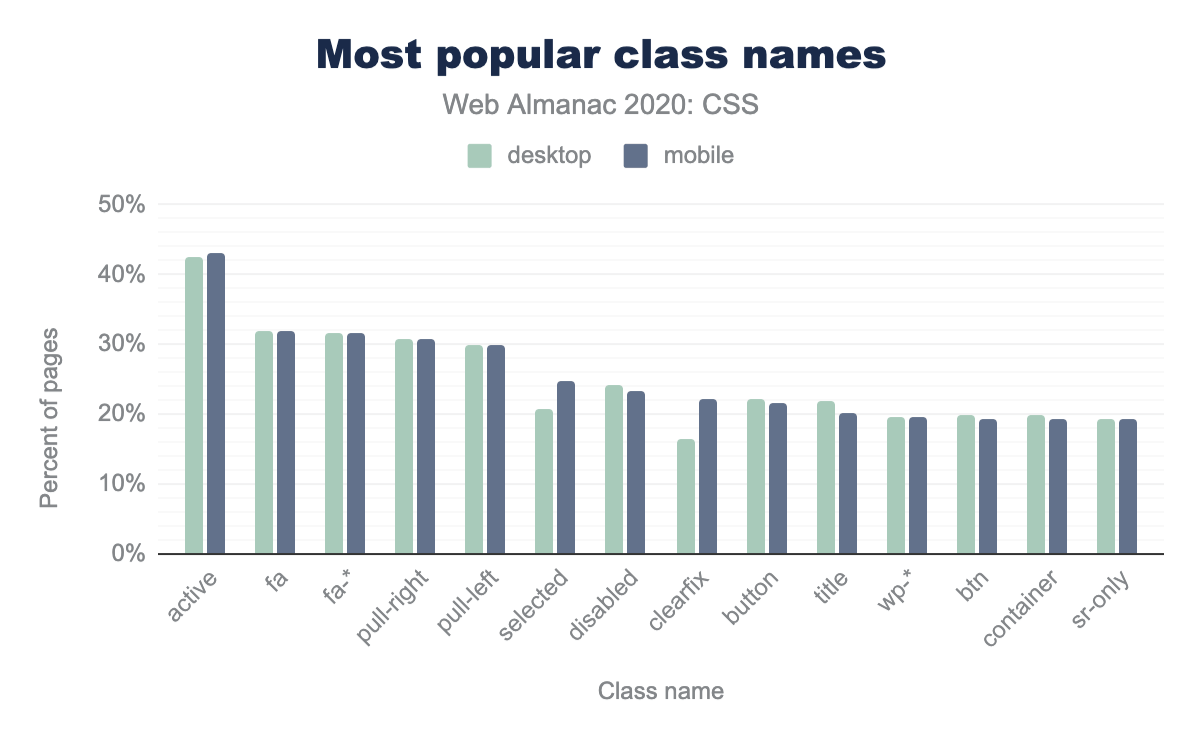 Most popular class names
Web Almanac 2020: CSS
desktop
mobile
50%
40%
30%
20%
10%
0%
Percent of pages
active
fa
fa-*
pull-right
pull-left
selected
disabled
clearfix
button
title
wp-*
btn
container
sr-only
Class name